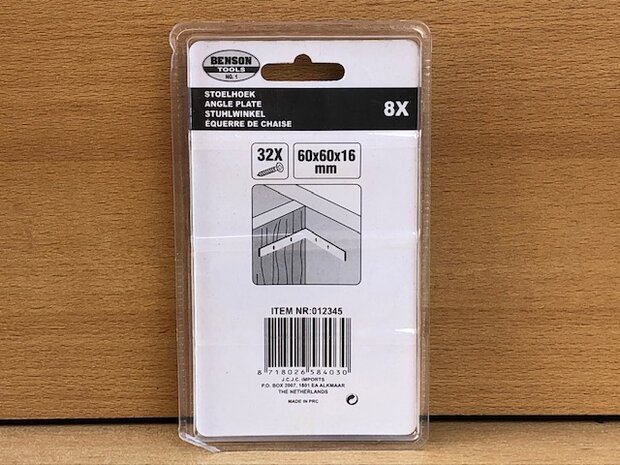 BENSON
TOOLS
NO. 1
STOELHOEK
ANGLE PLATE
STUHLWINKEL
ÉQUERRE DE CHAISE
8X
32X
60x60x16
mm
ITEM NR:012345
8 718026 584030
J.C.J.C. IMPORTS
P.O. BOX 2007, 1801 EA ALKMAAR
THE NETHERLANDS
MADE IN PRC